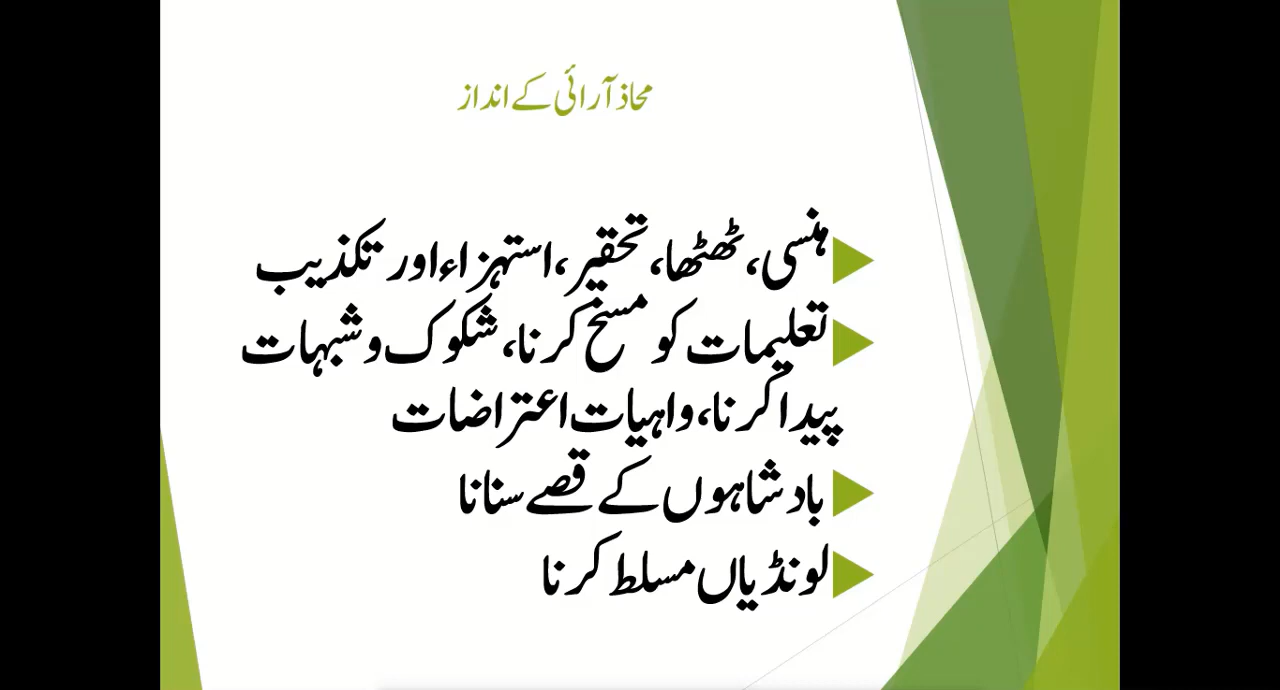 محاذ آرائی کے انداز
ہنسی، ٹھٹھا، تحقیر، استہزاء اور تکذیب
تعلیمات کو مسخ کرنا، شکوک و شبہات
پیدا کرنا، واہیات اعتراضات
بادشاہوں کے قصے سنانا
لونڈیاں مسلط کرنا